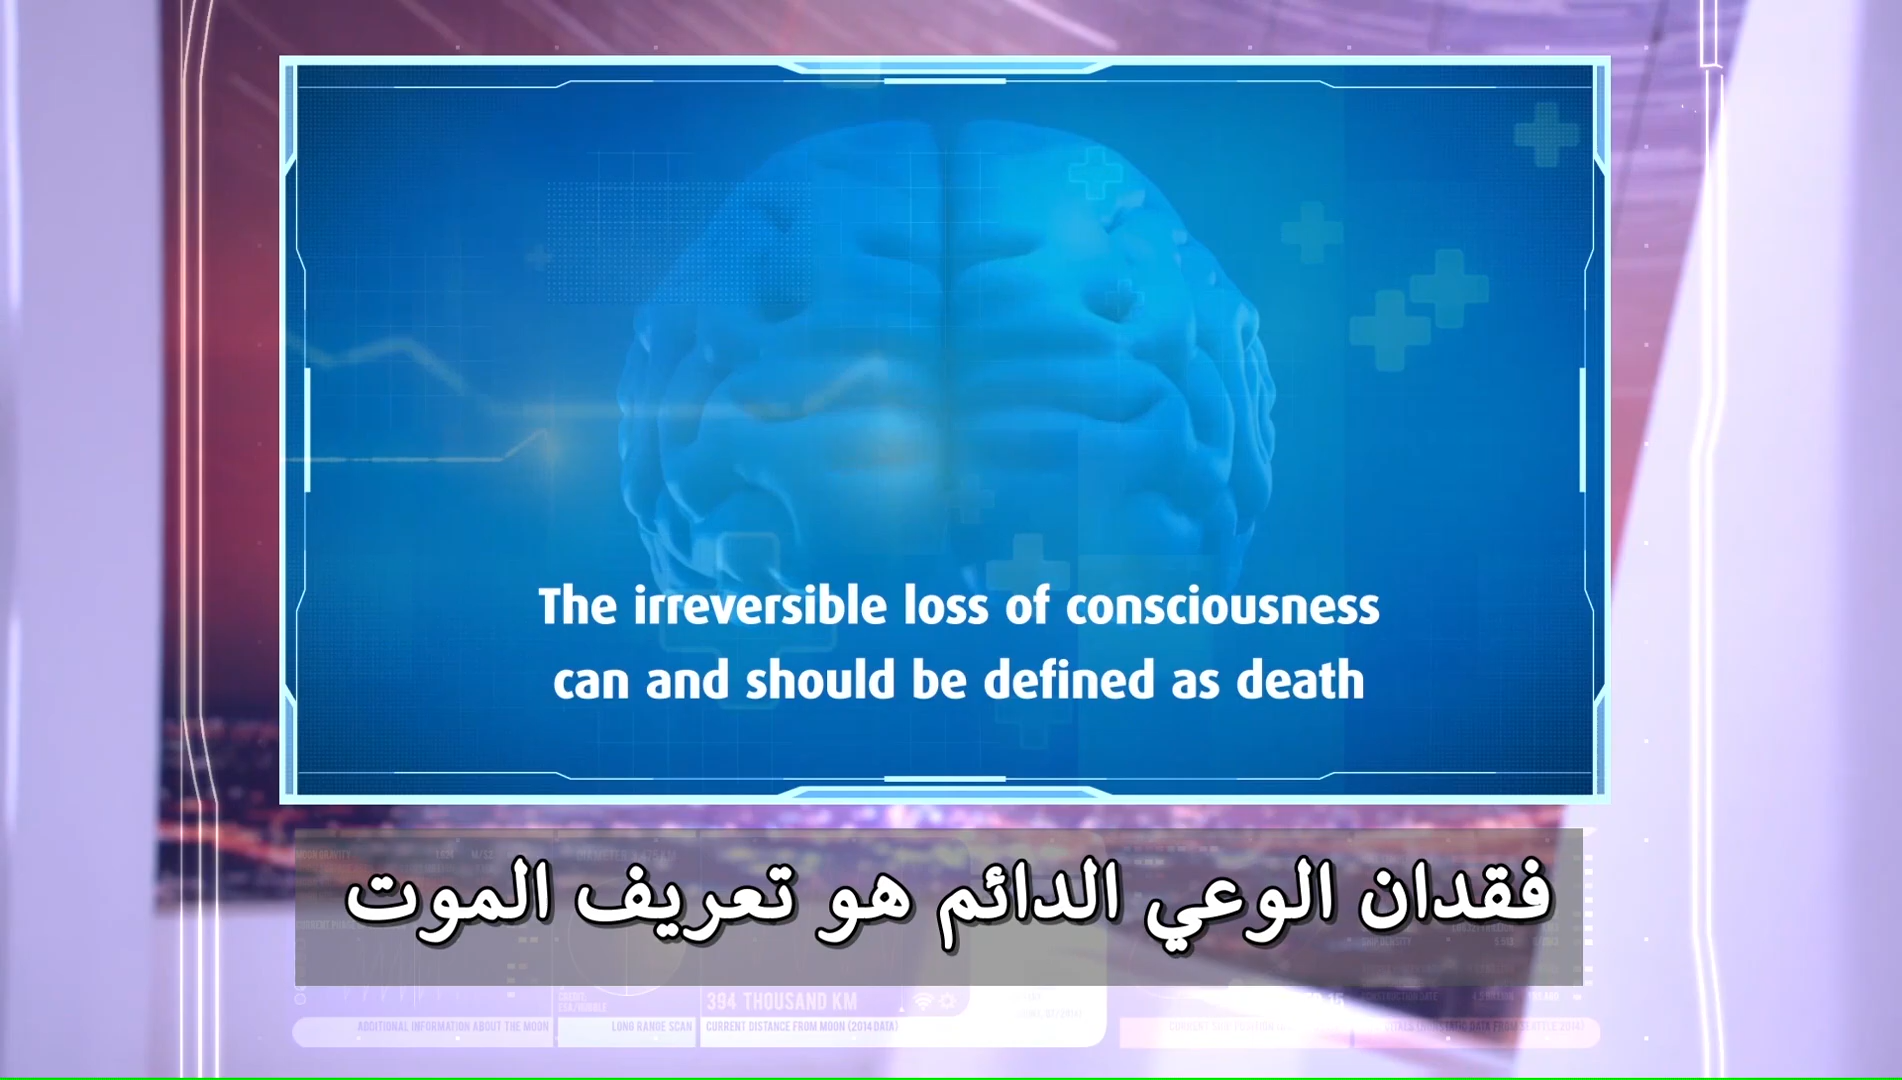 The irreversible loss of consciousness
can and should be defined as death
فقدان الوعي الدائم هو تعريف الموت
394 THOUSAND KM
ADDITIONAL INFORMATION ABOUT THE MOON
LONG RANGE SCAN
CURRENT DISTANCE FROM MOON (2014 DATA)